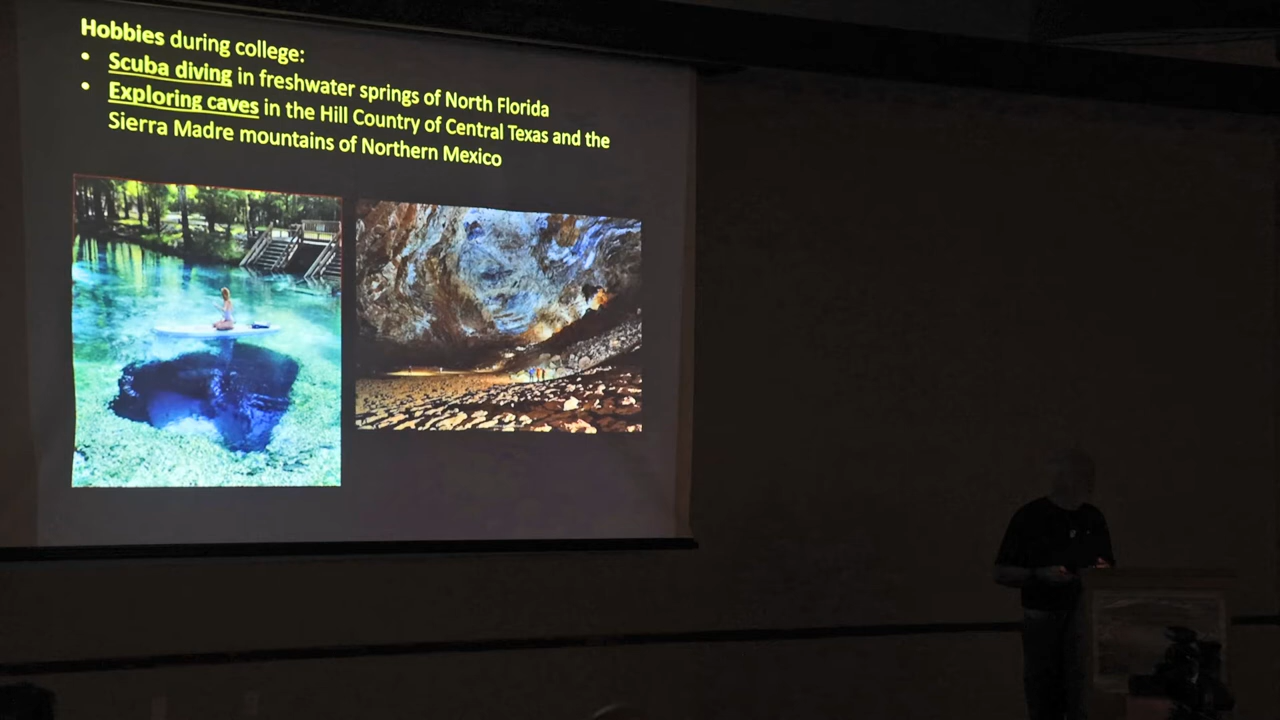 Hobbies during college:
• Scuba diving in freshwater springs of North Florida
• Exploring caves in the Hill Country of Central Texas and the
Sierra Madre mountains of Northern Mexico